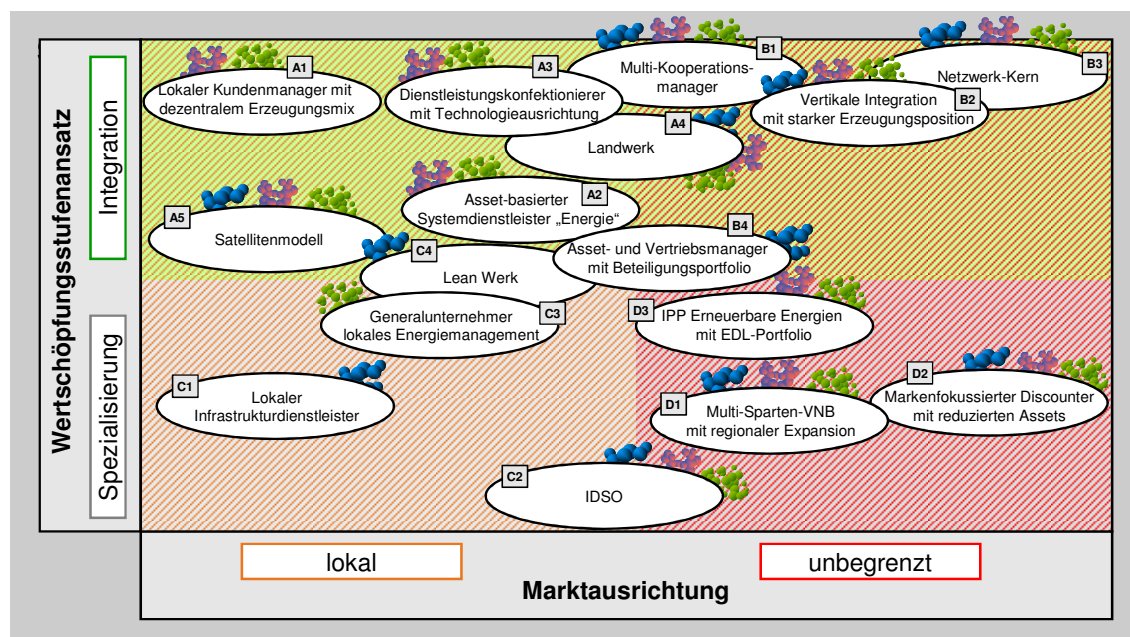 Wertschöpfungsstufenansatz
Integration
Spezialisierung
A1
Lokaler Kundenmanager mit
dezentralem Erzeugungsmix
A3
Dienstleistungskonfektionierer
mit Technologieausrichtung
B1
Multi-Kooperations-
manager
B3
Netzwerk-Kern
B2
Vertikale Integration
mit starker Erzeugungsposition
A4
Landwerk
A2
Asset-basierter
Systemdienstleister „Energie“
A5
Satellitenmodell
B4
Asset- und Vertriebsmanager
mit Beteiligungsportfolio
C4
Lean Werk
C3
Generalunternehmer
lokales Energiemanagement
D3
IPP Erneuerbare Energien
mit EDL-Portfolio
C1
Lokaler
Infrastrukturdienstleister
D1
Multi-Sparten-VNB
mit regionaler Expansion
D2
Markenfokussierter Discounter
mit reduzierten Assets
C2
IDSO
lokal
unbegrenzt
Marktausrichtung